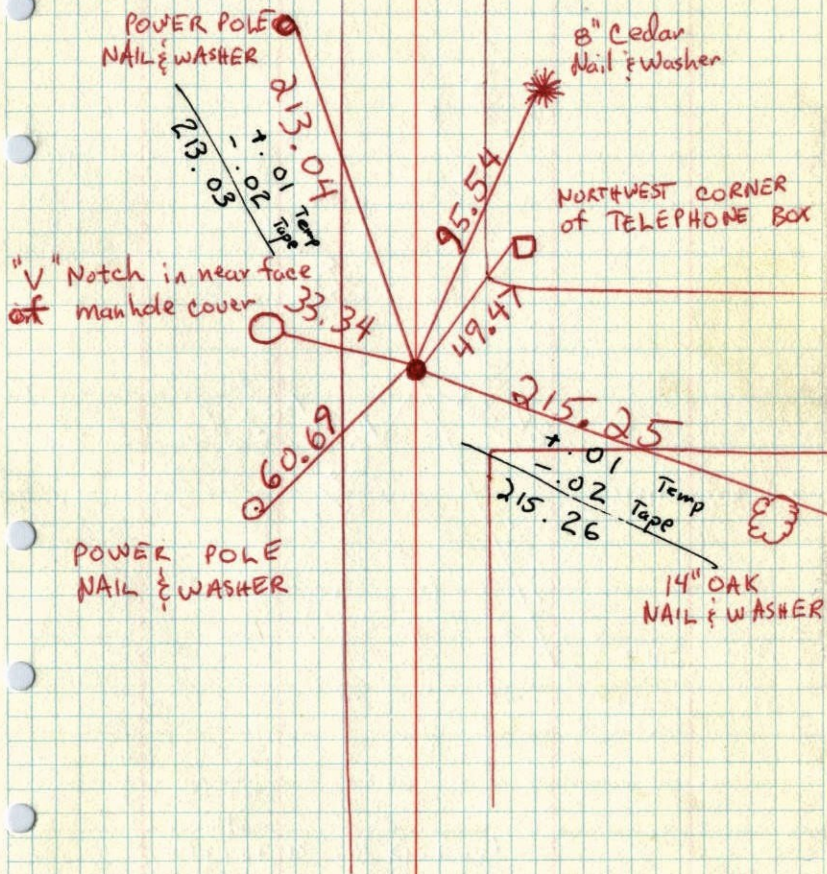 POWER POLE
NAIL & WASHER
213.04
+.01 Temp
-.02 Tape
213.03
8" Cedar
Nail & Washer
95.54
NORTHWEST CORNER
of TELEPHONE BOX
49.47
"V" Notch in near face
of manhole cover
33.34
215.25
+.01 Temp
-.02 Tape
215.26
60.69
POWER POLE
NAIL & WASHER
14" OAK
NAIL & WASHER